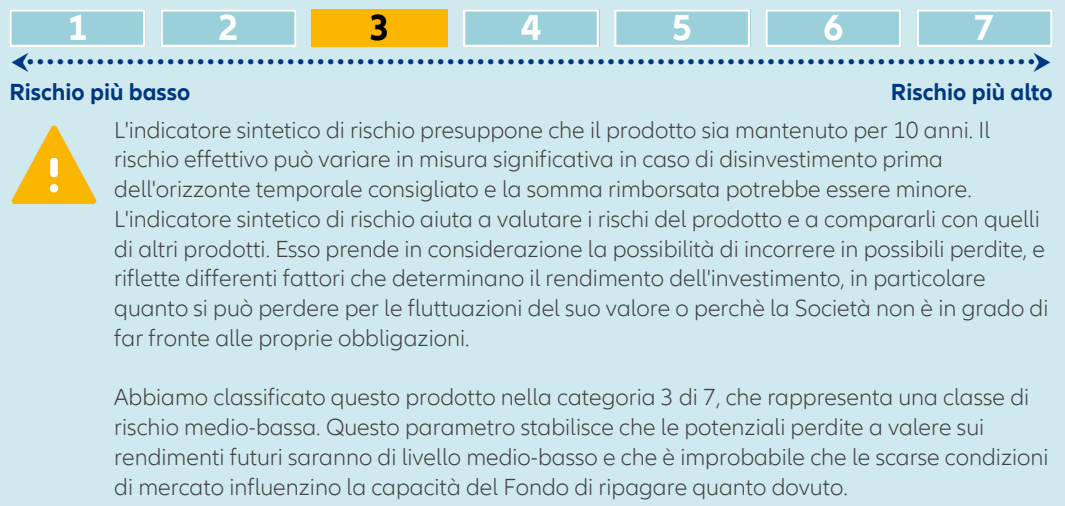 1 2 3 4 5 6 7
Rischio più basso Rischio più alto
L'indicatore sintetico di rischio presuppone che il prodotto sia mantenuto per 10 anni. Il
rischio effettivo può variare in misura significativa in caso di disinvestimento prima
dell'orizzonte temporale consigliato e la somma rimborsata potrebbe essere minore.
L'indicatore sintetico di rischio aiuta a valutare i rischi del prodotto e a compararli con quelli
di altri prodotti. Esso prende in considerazione la possibilità di incorrere in possibili perdite, e
riflette differenti fattori che determinano il rendimento dell'investimento, in particolare
quanto si può perdere per le fluttuazioni del suo valore o perchè la Società non è in grado di
far fronte alle proprie obbligazioni.
Abbiamo classificato questo prodotto nella categoria 3 di 7, che rappresenta una classe di
rischio medio-bassa. Questo parametro stabilisce che le potenziali perdite a valere sui
rendimenti futuri saranno di livello medio-basso e che è improbabile che le scarse condizioni
di mercato influenzino la capacità del Fondo di ripagare quanto dovuto.